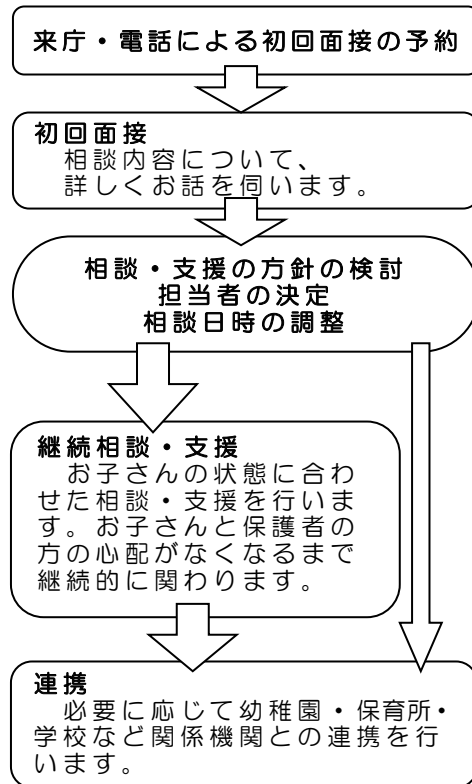 来庁・電話による初回面接の予約
初回面接
相談内容について、
詳しくお話を伺います。
相談・支援の方針の検討
担当者の決定
相談日時の調整
継続相談・支援
お子さんの状態に合わ
せた相談・支援を行いま
す。お子さんと保護者の
方の心配がなくなるまで
継続的に関わります。
連携
必要に応じて幼稚園・保育所・
学校など関係機関との連携を行
います。